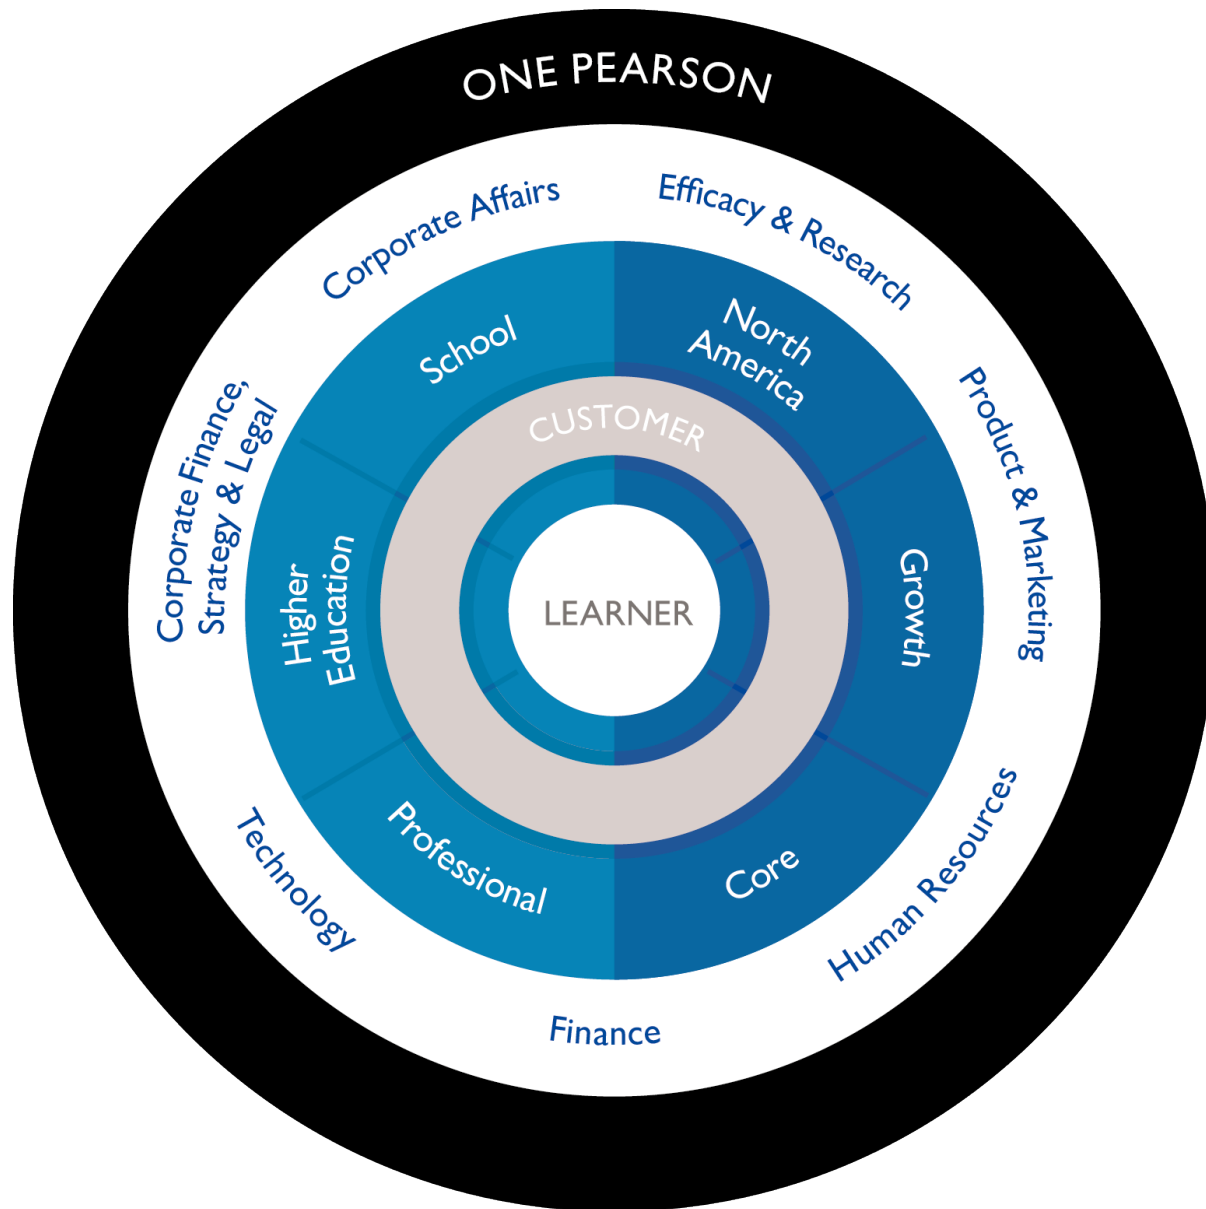 ONE PEARSON
Corporate Affairs
Efficacy & Research
Product & Marketing
Human Resources
Finance
Technology
Corporate Finance,
Strategy & Legal
School
North
America
Growth
Core
Professional
Higher
Education
CUSTOMER
LEARNER